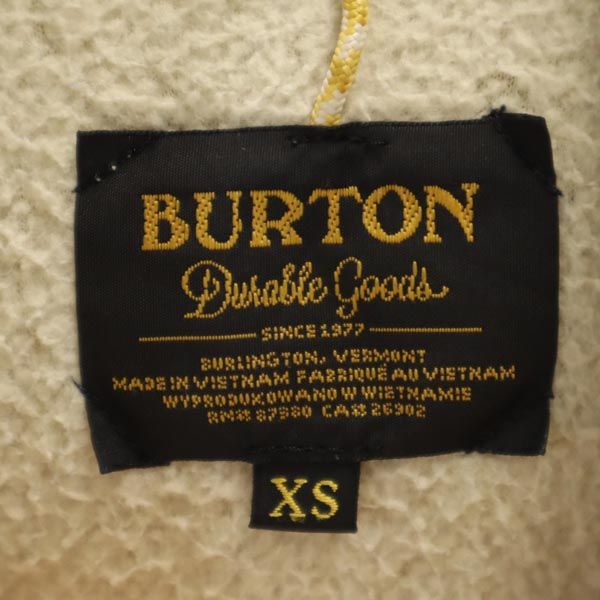 BURTON
Durable Goods
SINCE 1977
BURLINGTON, VERMONT
MADE IN VIETNAM FABRIQUÉ AU VIETNAM
WYPRODUKOWANO W WIETNAMIE
RN# 87980 CA# 26902
XS